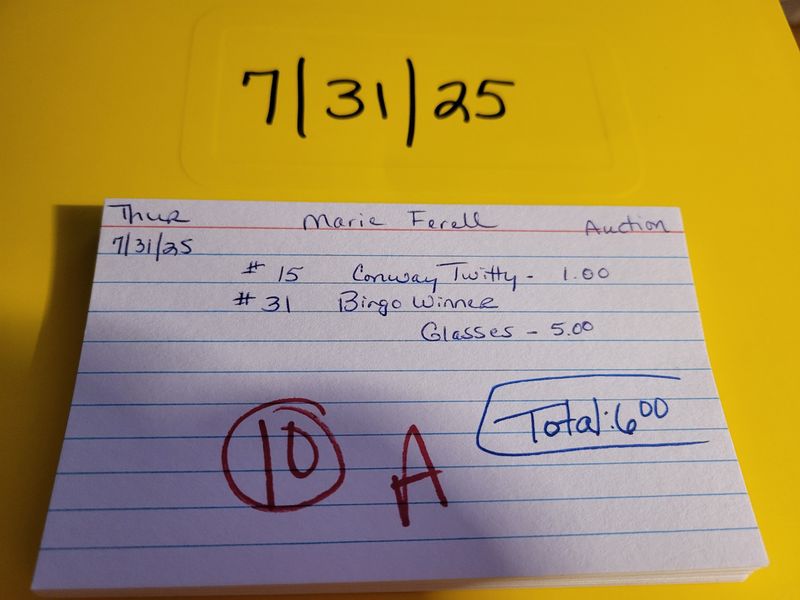 7/31/25
Thur Marie Ferell Auction
7/31/25
# 15 Conway Twitty - 1.00
# 31 Bingo Winner
Glasses - 5.00
Total: 6 00
10 A